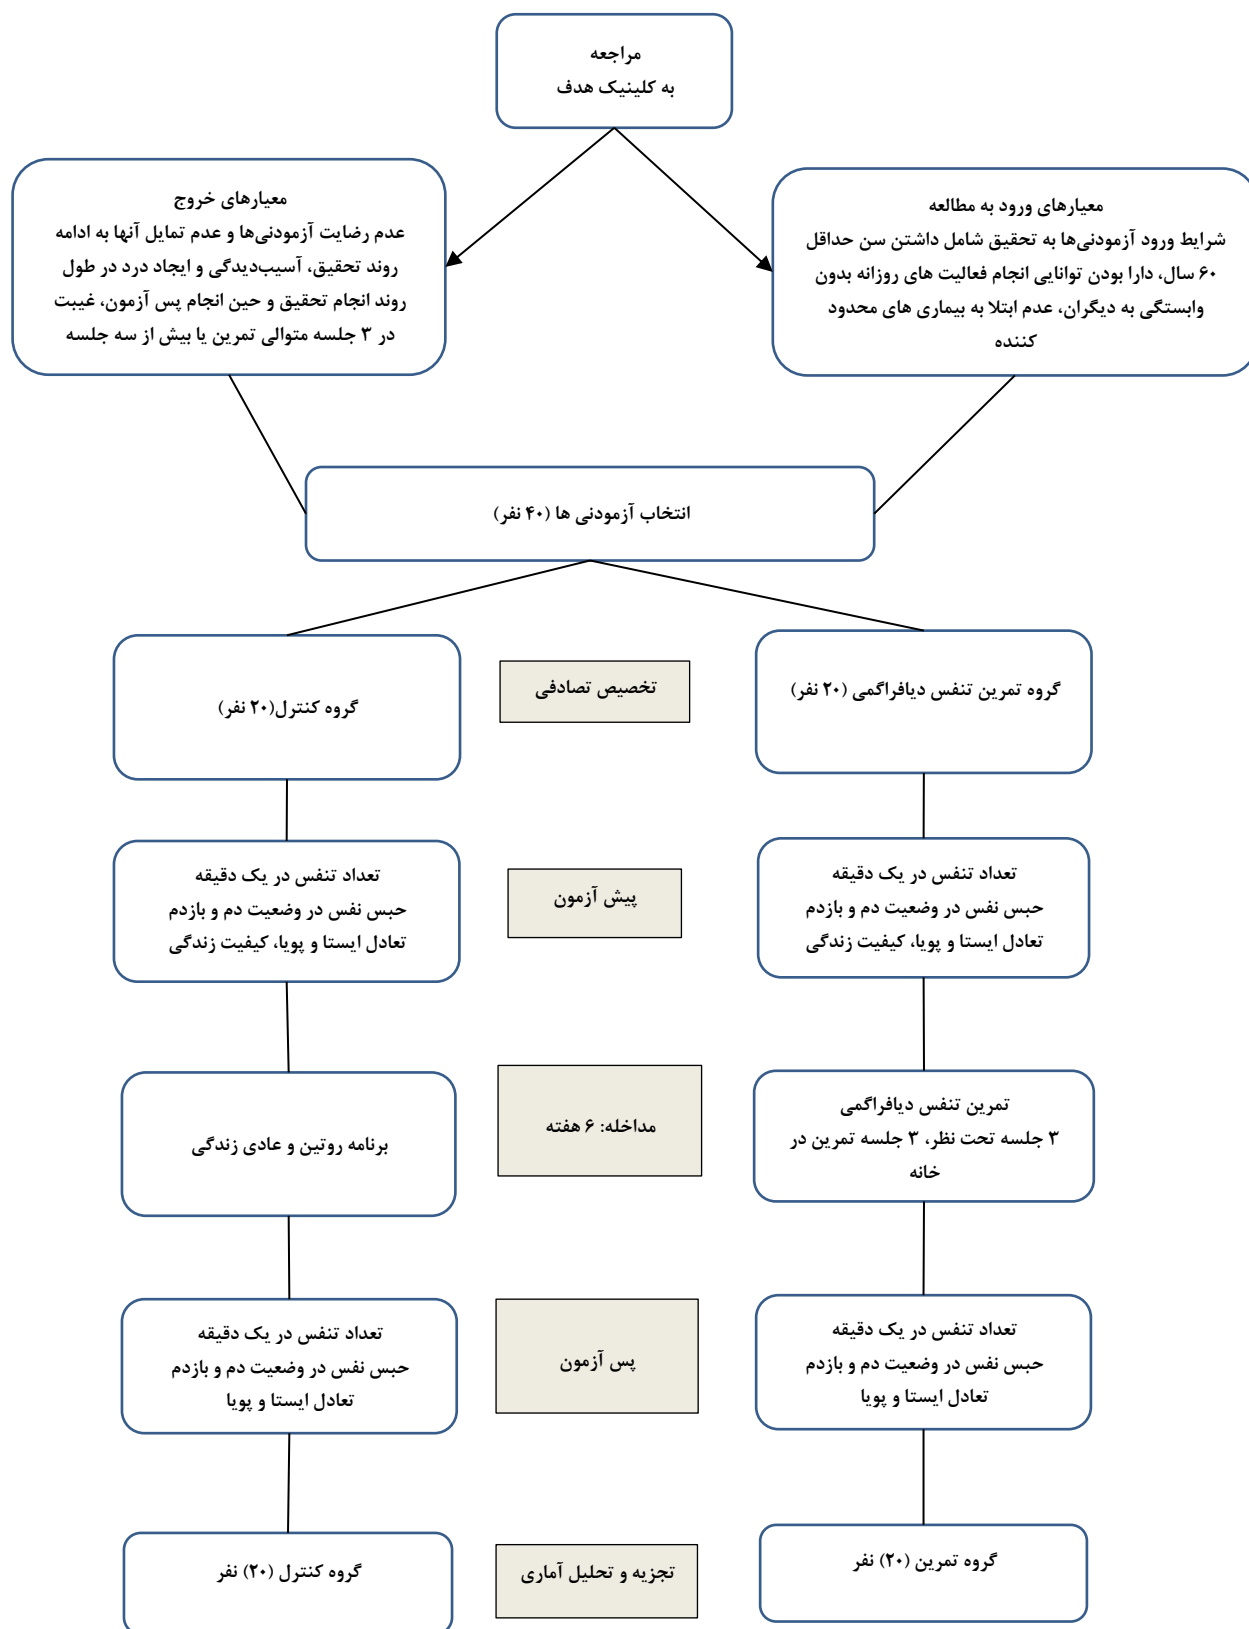 مراجعه
به کلینیک هدف
معیارهای ورود به مطالعه
شرایط ورود آزمودنی‌ها به تحقیق شامل داشتن سن حداقل
۶۰ سال، دارا بودن توانایی انجام فعالیت های روزانه بدون
وابستگی به دیگران، عدم ابتلا به بیماری های محدود
کننده
معیارهای خروج
عدم رضایت آزمودنی‌ها و عدم تمایل آنها به ادامه
روند تحقیق، آسیب‌دیدگی و ایجاد درد در طول
روند انجام تحقیق و حین انجام پس آزمون، غیبت
در ۳ جلسه متوالی تمرین یا بیش از سه جلسه
انتخاب آزمودنی ها (۴۰ نفر)
گروه تمرین تنفس دیافراگمی (۲۰ نفر)
تخصیص تصادفی
گروه کنترل(۲۰ نفر)
تعداد تنفس در یک دقیقه
حبس نفس در وضعیت دم و بازدم
تعادل ایستا و پویا، کیفیت زندگی
پیش آزمون
تعداد تنفس در یک دقیقه
حبس نفس در وضعیت دم و بازدم
تعادل ایستا و پویا، کیفیت زندگی
تمرین تنفس دیافراگمی
۳ جلسه تحت نظر، ۳ جلسه تمرین در
خانه
مداخله: ۶ هفته
برنامه روتین و عادی زندگی
تعداد تنفس در یک دقیقه
حبس نفس در وضعیت دم و بازدم
تعادل ایستا و پویا
پس آزمون
تعداد تنفس در یک دقیقه
حبس نفس در وضعیت دم و بازدم
تعادل ایستا و پویا
گروه تمرین (۲۰) نفر
تجزیه و تحلیل آماری
گروه کنترل (۲۰) نفر